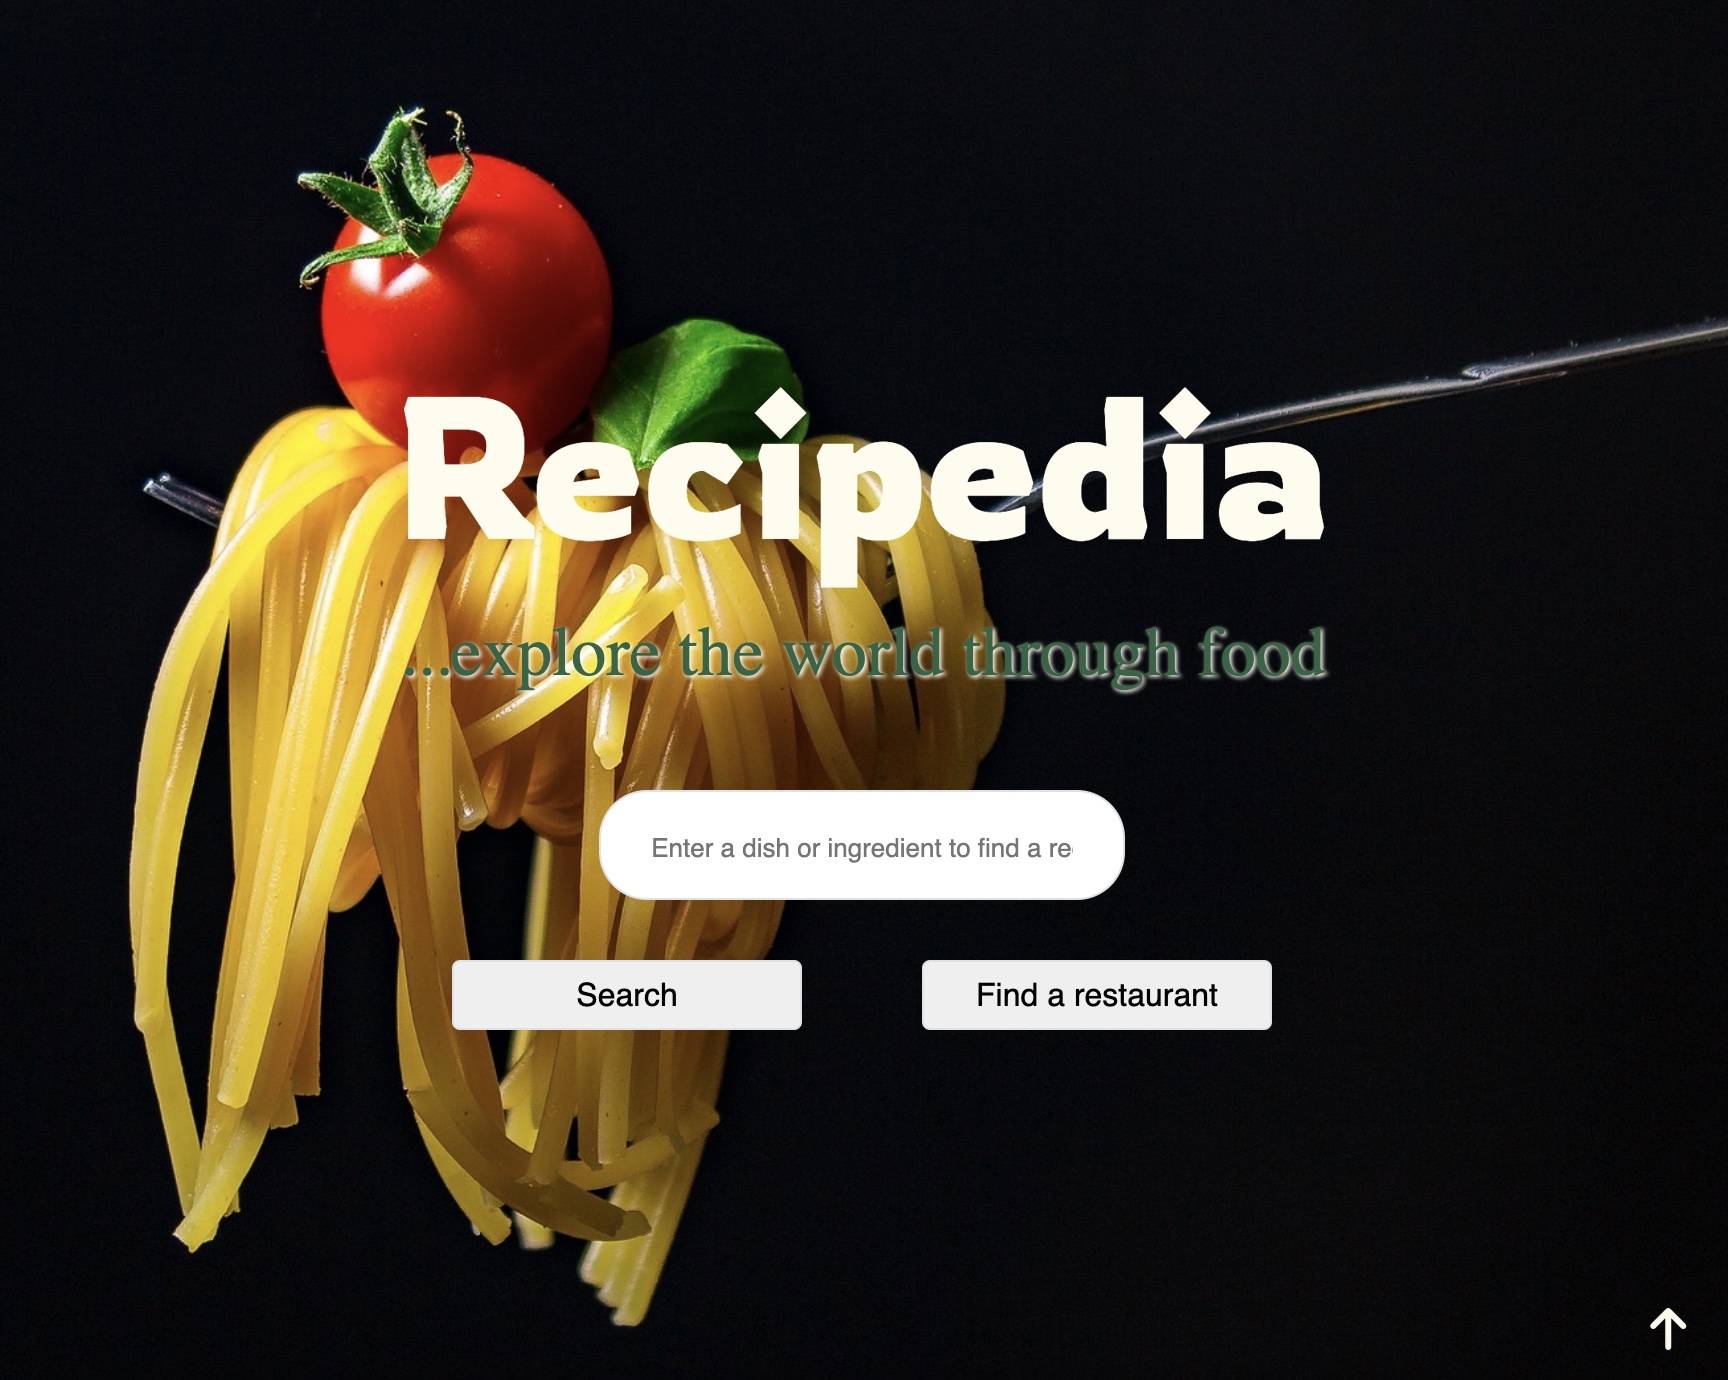 Recipedia
...explore the world through food
Enter a dish or ingredient to find a re
Search
Find a restaurant